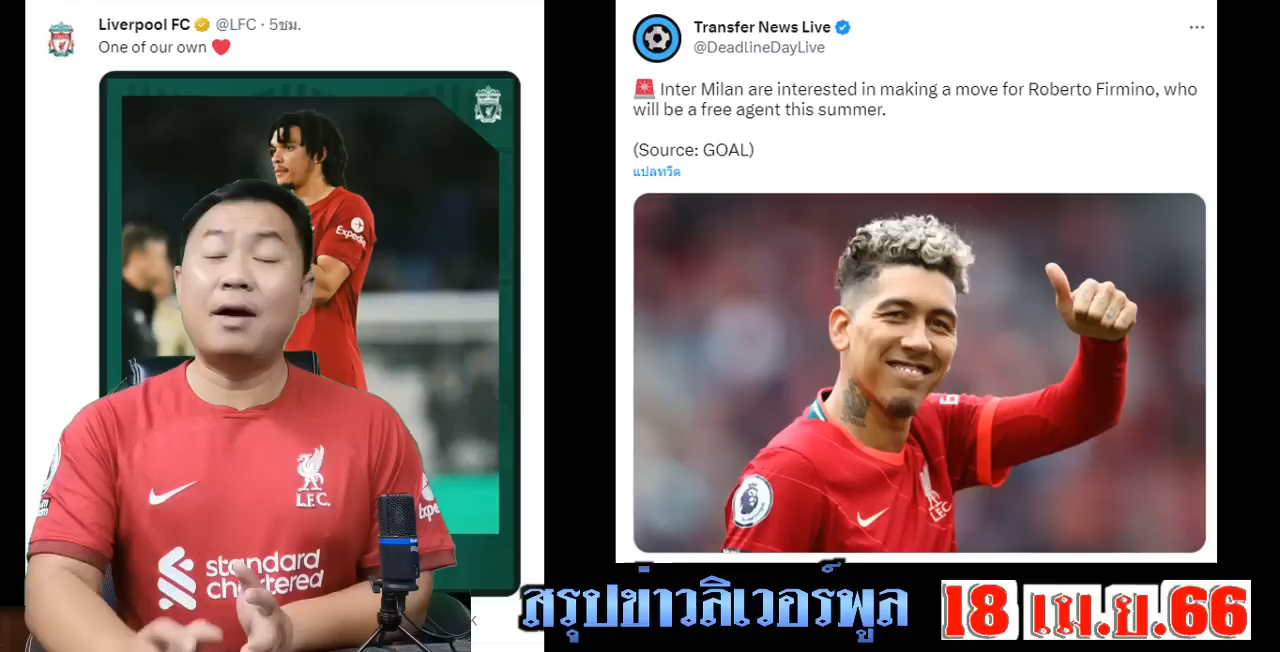 Liverpool FC @LFC · 5ชม.
One of our own ❤️
Expedia
L.F.C.
standard
chartered
Expe
Transfer News Live
@DeadlineDayLive
🚨 Inter Milan are interested in making a move for Roberto Firmino, who
will be a free agent this summer.
(Source: GOAL)
แปลทวีต
L.F.C.
สรุปข่าวลิเวอร์พูล 18 เม.ย.66